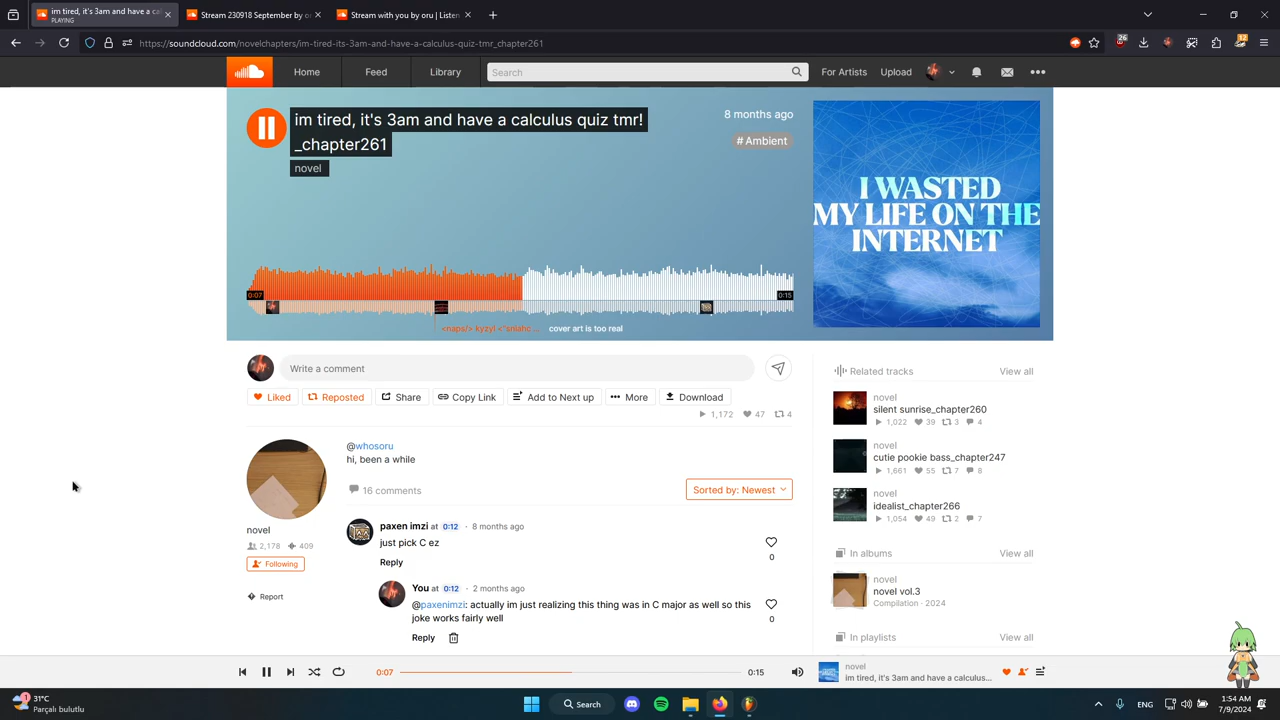 im tired, it's 3am and have a ca
PLAYING
Stream 230918 September by or
Stream with you by oru | Listen
https://soundcloud.com/novelchapters/im-tired-its-3am-and-have-a-calculus-quiz-tmr_chapter261
26
12
Home
Feed
Library
Search
For Artists
Upload
im tired, it's 3am and have a calculus quiz tmr!
_chapter261
novel
8 months ago
# Ambient
I WASTED
MY LIFE ON THE
INTERNET
0:07
0:15
cover art is too real
Write a comment
Liked
Reposted
Share
Copy Link
Add to Next up
More
Download
1,172
47
4
@whosoru
hi, been a while
16 comments
Sorted by: Newest
novel
2,178
409
Following
Report
paxen imzi at 0:12 · 8 months ago
just pick C ez
Reply
0
You at 0:12 · 2 months ago
@paxenimzi: actually im just realizing this thing was in C major as well so this
joke works fairly well
Reply
0
Related tracks
View all
novel
silent sunrise_chapter260
1,022
39
3
4
novel
cutie pookie bass_chapter247
1,661
55
7
8
novel
idealist_chapter266
1,054
49
2
7
In albums
View all
novel
novel vol.3
Compilation · 2024
In playlists
View all
0:07
0:15
novel
im tired, it's 3am and have a calculus...
31°C
Parçalı bulutlu
Search
ENG
1:54 AM
7/9/2024